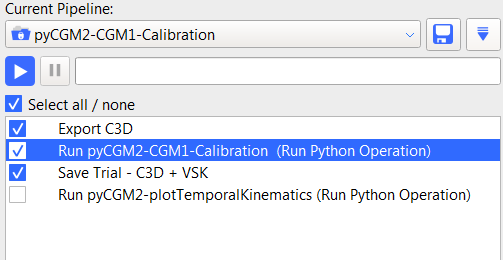 Current Pipeline:
pyCGM2-CGM1-Calibration
Select all / none
Export C3D
Run pyCGM2-CGM1-Calibration (Run Python Operation)
Save Trial - C3D + VSK
Run pyCGM2-plotTemporalKinematics (Run Python Operation)